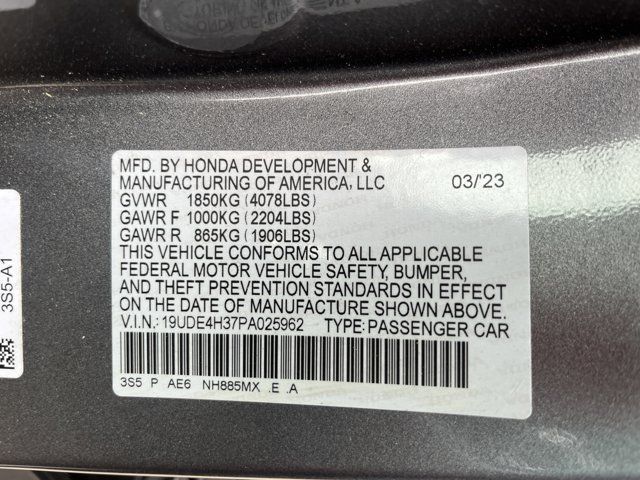 MFD. BY HONDA DEVELOPMENT &
MANUFACTURING OF AMERICA, LLC 03/'23
GVWR 1850KG (4078LBS)
GAWR F 1000KG (2204LBS)
GAWR R 865KG (1906LBS)
THIS VEHICLE CONFORMS TO ALL APPLICABLE
FEDERAL MOTOR VEHICLE SAFETY, BUMPER,
AND THEFT PREVENTION STANDARDS IN EFFECT
ON THE DATE OF MANUFACTURE SHOWN ABOVE.
V.I.N.: 19UDE4H37PA025962 TYPE: PASSENGER CAR
3S5 P AE6 NH885MX .E .A
3S5-A1